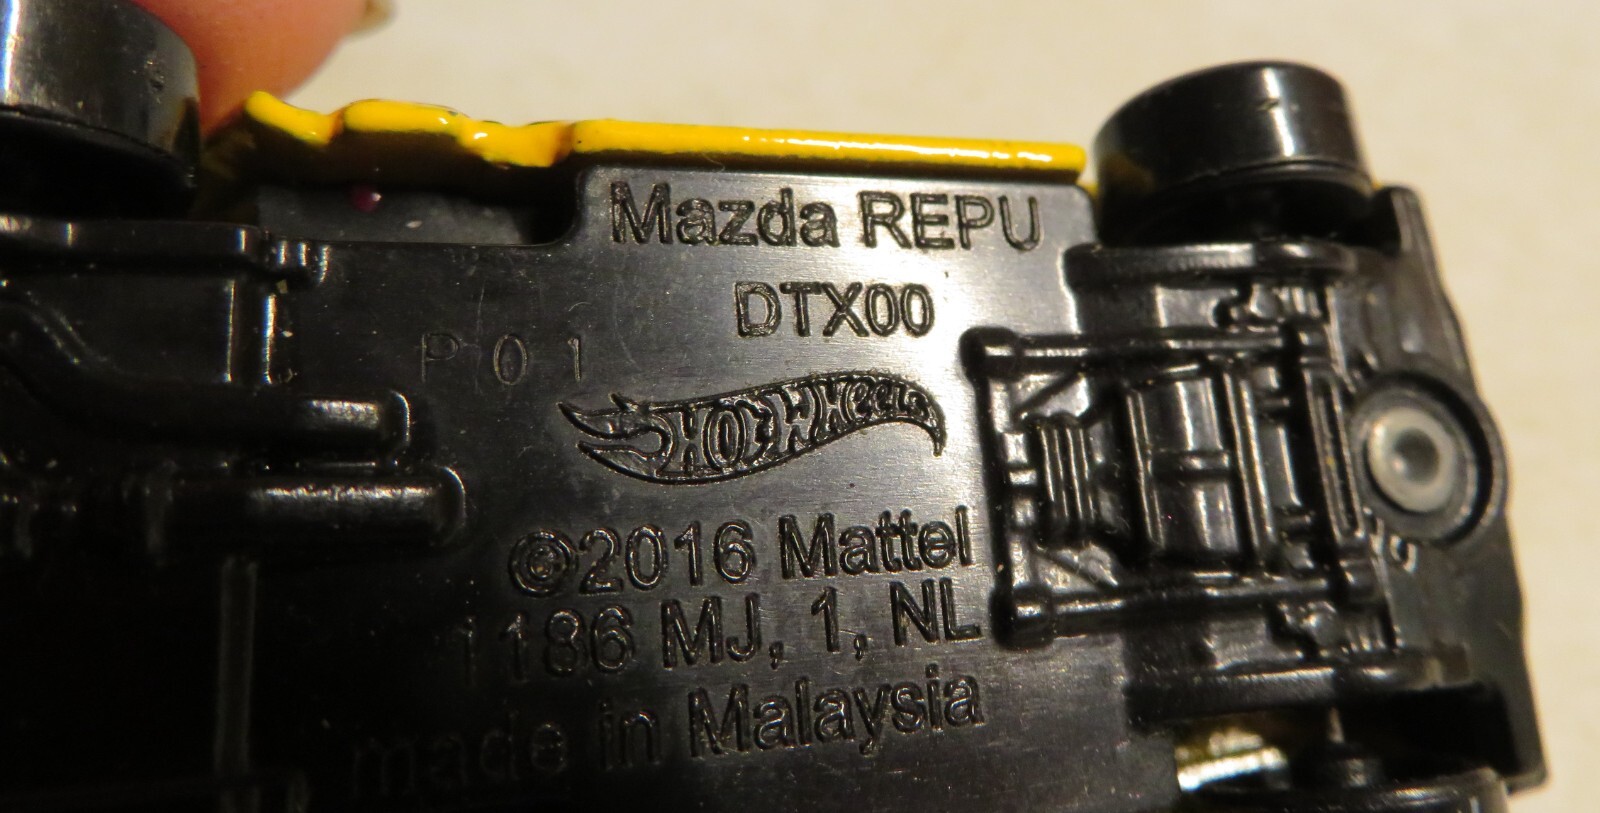 Mazda REPU
DTX00
P01
HOT WHEELS
©2016 Mattel
1186 MJ, 1, NL
made in Malaysia